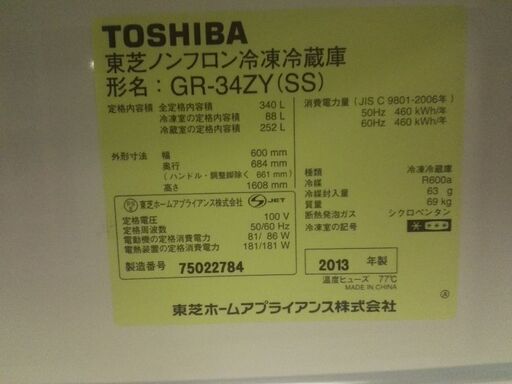 TOSHIBA
東芝ノンフロン冷凍冷蔵庫
形名：GR-34ZY(SS)
定格内容積 全定格内容積 340 L
冷凍室の定格内容積 88 L
冷蔵室の定格内容積 252 L
消費電力量 (JIS C 9801-2006年)
50Hz 460 kWh/年
60Hz 460 kWh/年
外形寸法 幅 600 mm
奥行 684 mm
(ハンドル・調整脚除く 661 mm)
高さ 1608 mm
種類 冷凍冷蔵庫
冷媒 R600a
冷媒封入量 63 g
質量 69 kg
断熱発泡ガス シクロペンタン
冷凍室の記号
東芝ホームアプライアンス株式会社 JET
定格電圧 100 V
定格周波数 50/60 Hz
電動機の定格消費電力 81/ 86 W
電熱装置の定格消費電力 181/181 W
製造番号 75022784
2013 年製
温度ヒューズ 77℃
MADE IN CHINA
東芝ホームアプライアンス株式会社